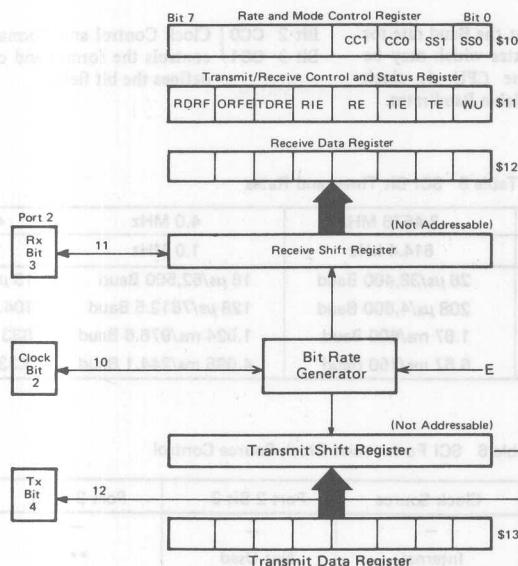 Bit 7 Rate and Mode Control Register Bit 0
CC1 CC0 SS1 SS0 $10
Transmit/Receive Control and Status Register
RDRF ORFE TDRE RIE RE TIE TE WU $11
Receive Data Register
$12
Port 2
(Not Addressable)
Rx
Bit
3
11
Receive Shift Register
Clock
Bit
2
10
Bit Rate
Generator
E
(Not Addressable)
Transmit Shift Register
Tx
Bit
4
12
$13
Transmit Data Register